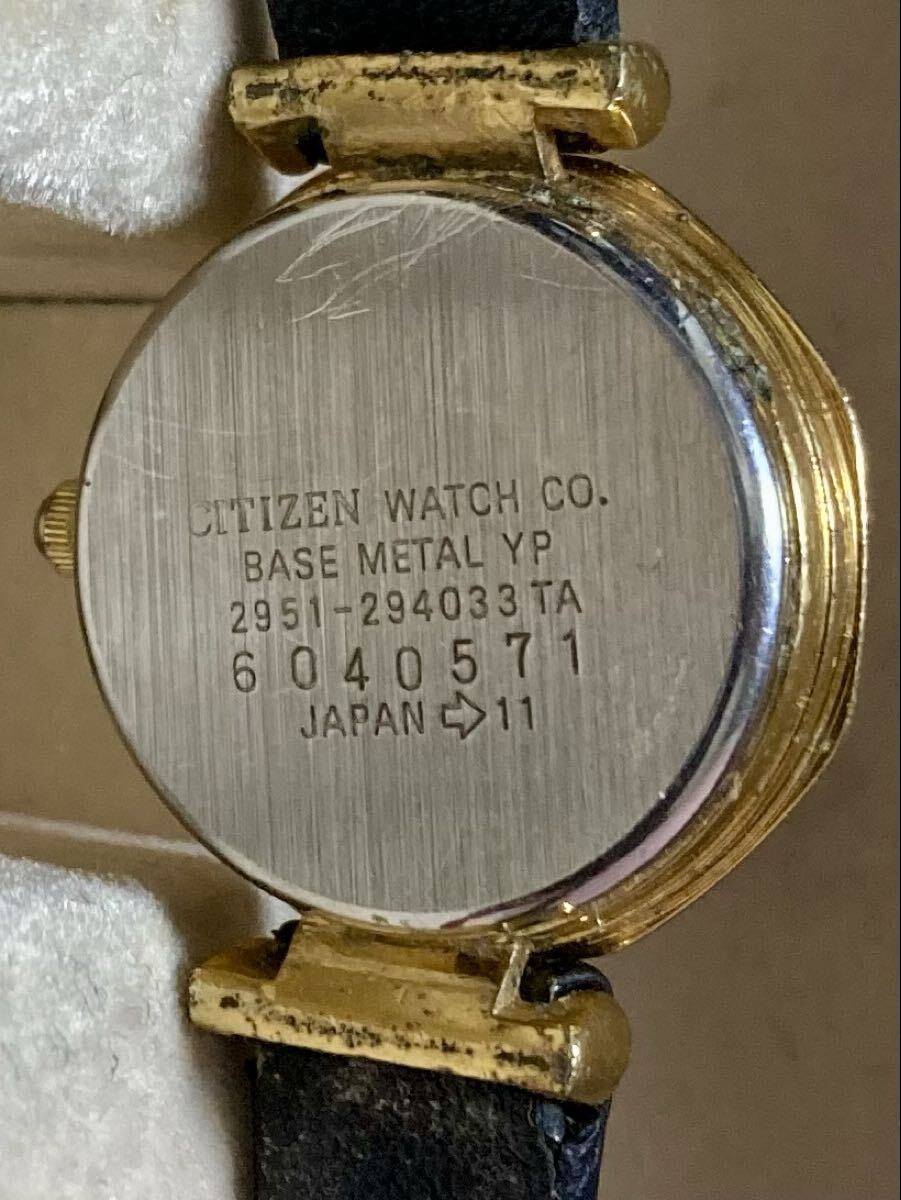 CITIZEN WATCH CO.
BASE METAL YP
2951-294033 TA
6040571
JAPAN ⇨ 11